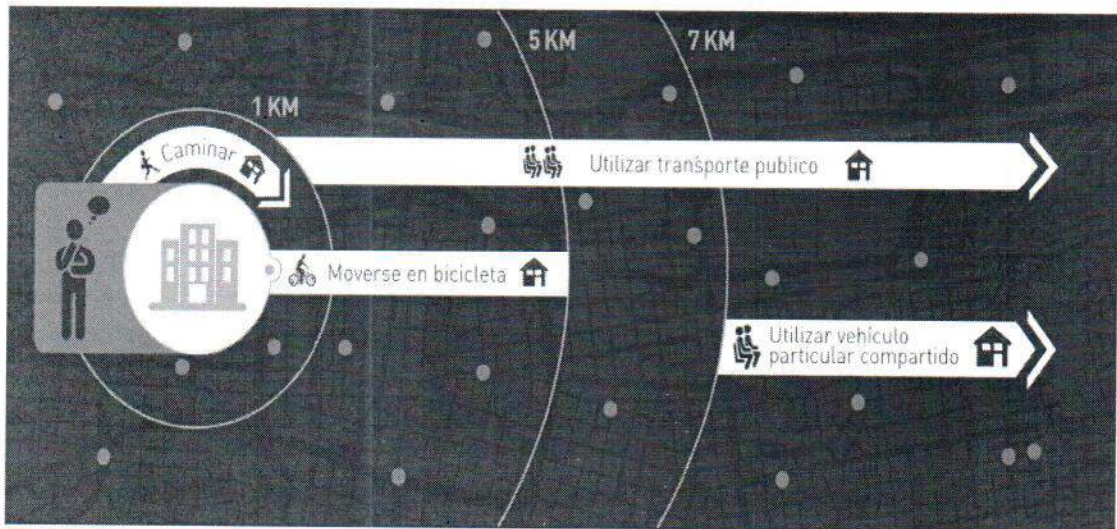 5 KM
7 KM
1 KM
Caminar
Utilizar transporte publico
Moverse en bicicleta
Utilizar vehículo
particular compartido